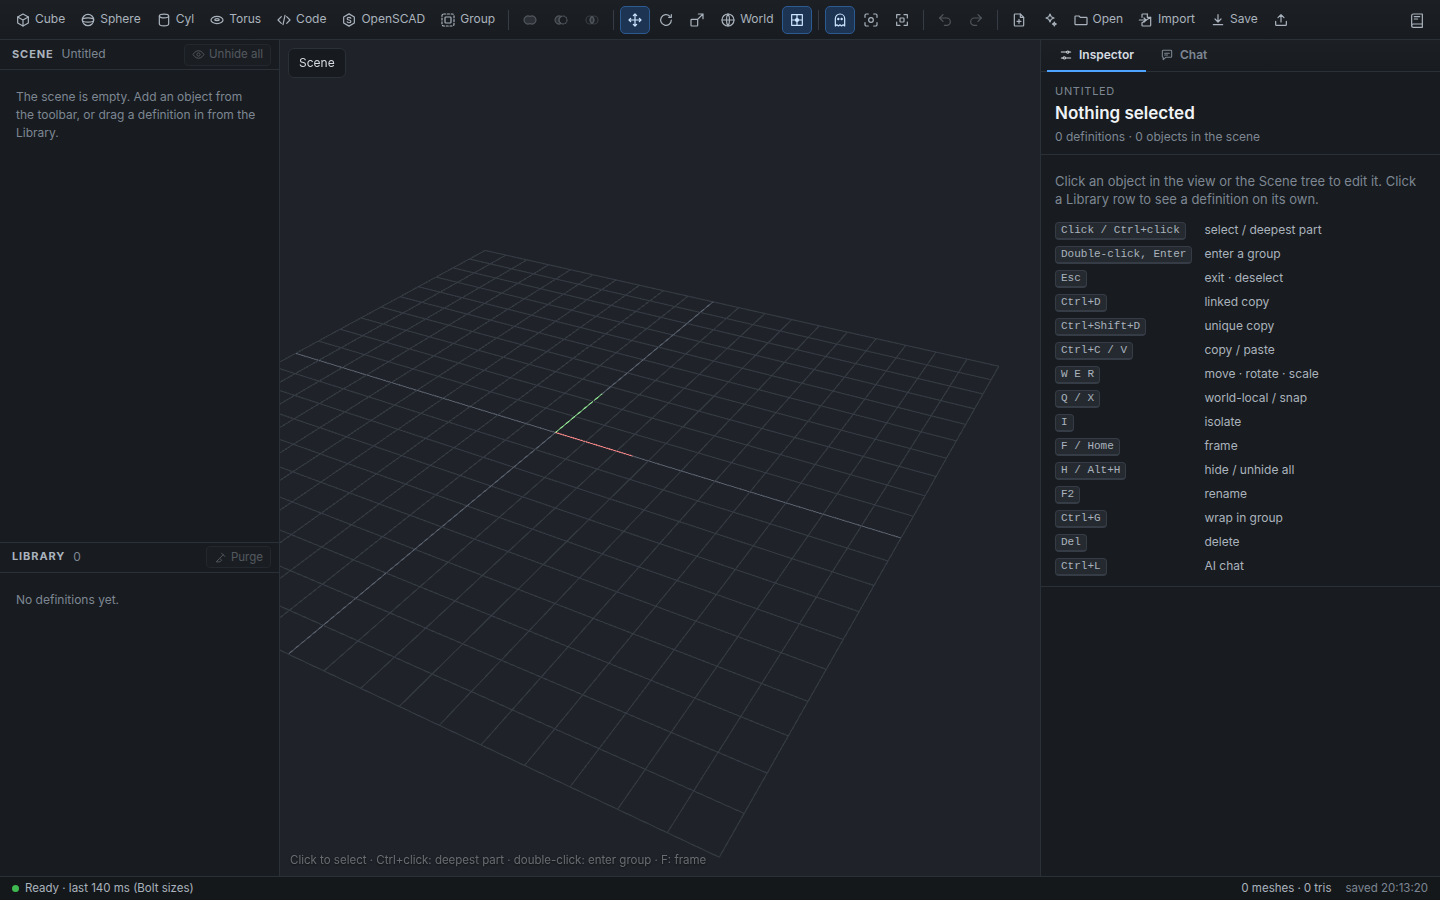 Cube Sphere Cyl Torus Code OpenSCAD Group World Open Import Save
SCENE Untitled Unhide all
The scene is empty. Add an object from
the toolbar, or drag a definition in from the
Library.
LIBRARY 0 Purge
No definitions yet.
Scene
Click to select · Ctrl+click: deepest part · double-click: enter group · F: frame
Inspector Chat
UNTITLED
Nothing selected
0 definitions · 0 objects in the scene
Click an object in the view or the Scene tree to edit it. Click
a Library row to see a definition on its own.
Click / Ctrl+click select / deepest part
Double-click, Enter enter a group
Esc exit · deselect
Ctrl+D linked copy
Ctrl+Shift+D unique copy
Ctrl+C / V copy / paste
W E R move · rotate · scale
Q / X world-local / snap
I isolate
F / Home frame
H / Alt+H hide / unhide all
F2 rename
Ctrl+G wrap in group
Del delete
Ctrl+L AI chat
Ready · last 140 ms (Bolt sizes)
0 meshes · 0 tris saved 20:13:20